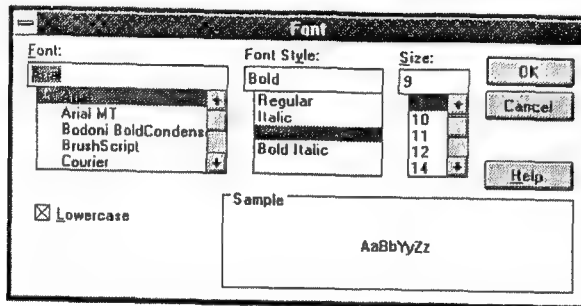 Font
Font:
Font Style:
Size:
Bold
9
OK
Regular
Cancel
Arial MT
Italic
10
Bodoni BoldCondens
11
BrushScript
Bold Italic
12
Courier
14
Help
Lowercase
Sample
AaBbYyZz